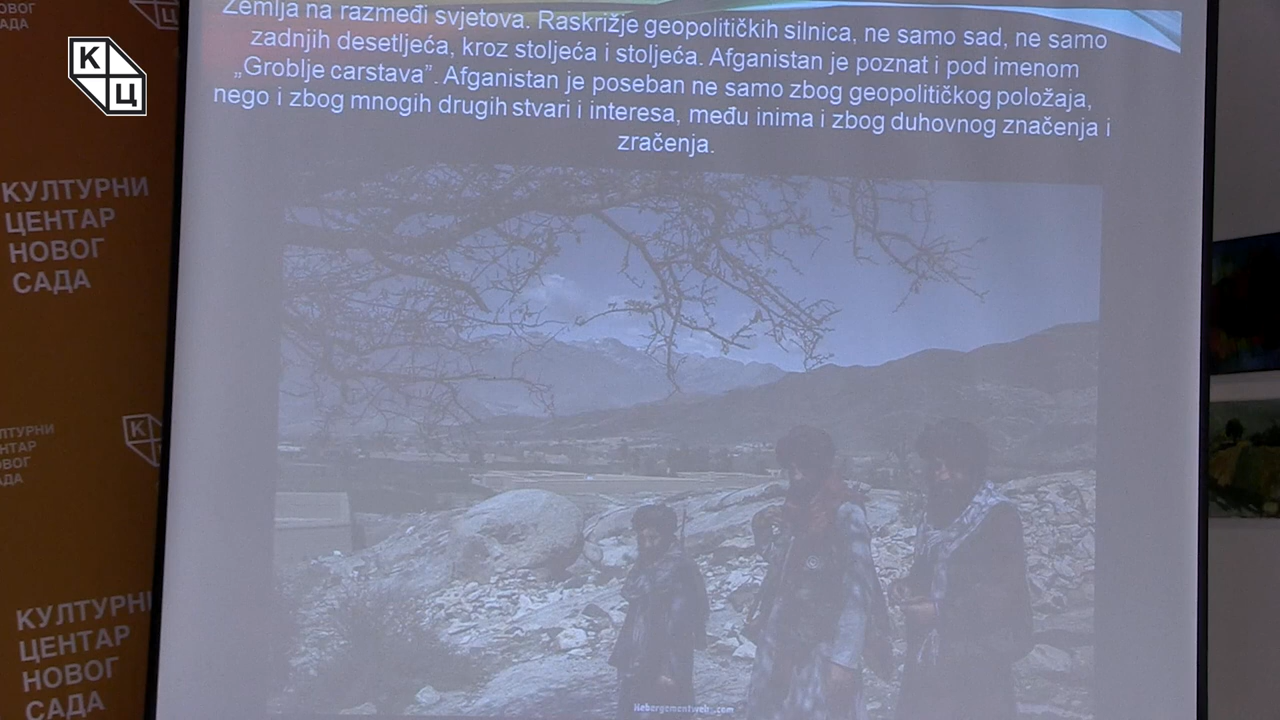 НОВОГ
САДА
К
Ц
КУЛТУРНИ
ЦЕНТАР
НОВОГ
САДА
К
КУЛТУРНИ
ЦЕНТАР
НОВОГ
САДА
Zemlja na razmeđi svjetova. Raskrižje geopolitičkih silnica, ne samo sad, ne samo
zadnjih desetljeća, kroz stoljeća i stoljeća. Afganistan je poznat i pod imenom
„Groblje carstava”. Afganistan je poseban ne samo zbog geopolitičkog položaja,
nego i zbog mnogih drugih stvari i interesa, među inima i zbog duhovnog značenja i
zračenja.